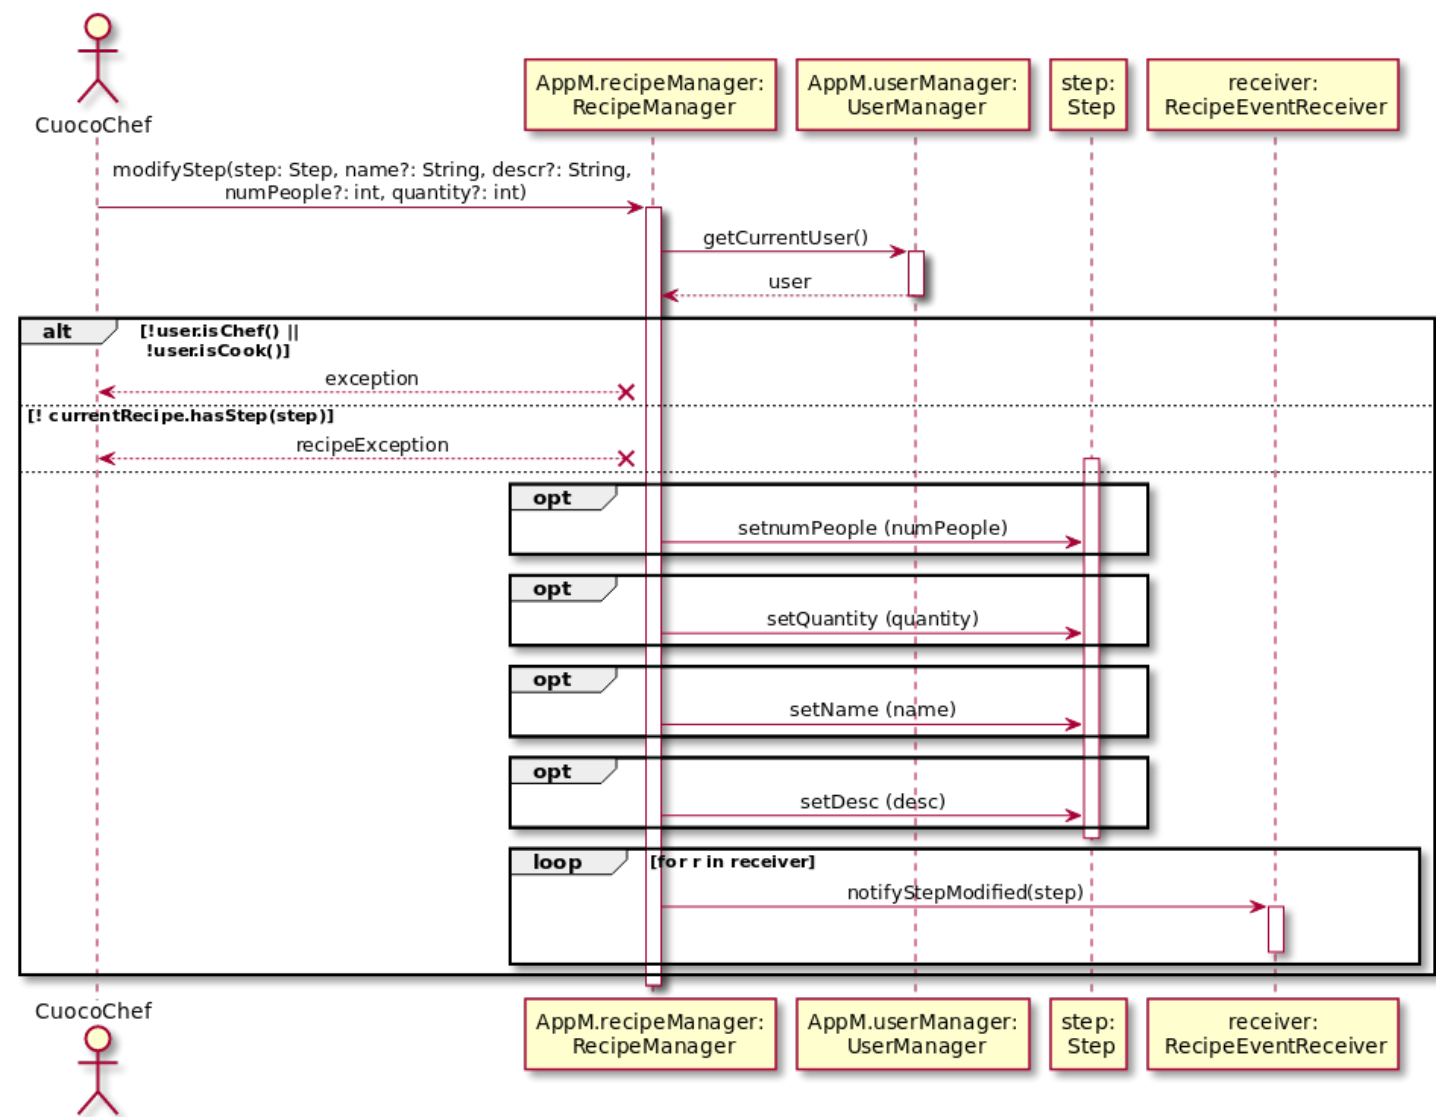 CuocoChef
AppM.recipeManager:
RecipeManager
AppM.userManager:
UserManager
step:
Step
receiver:
RecipeEventReceiver
modifyStep(step: Step, name?: String, descr?: String,
numPeople?: int, quantity?: int)
getCurrentUser()
user
alt
[!user.isChef() ||
!user.isCook()]
exception
[! currentRecipe.hasStep(step)]
recipeException
opt
setnumPeople (numPeople)
opt
setQuantity (quantity)
opt
setName (name)
opt
setDesc (desc)
loop
[for r in receiver]
notifyStepModified(step)
CuocoChef
AppM.recipeManager:
RecipeManager
AppM.userManager:
UserManager
step:
Step
receiver:
RecipeEventReceiver